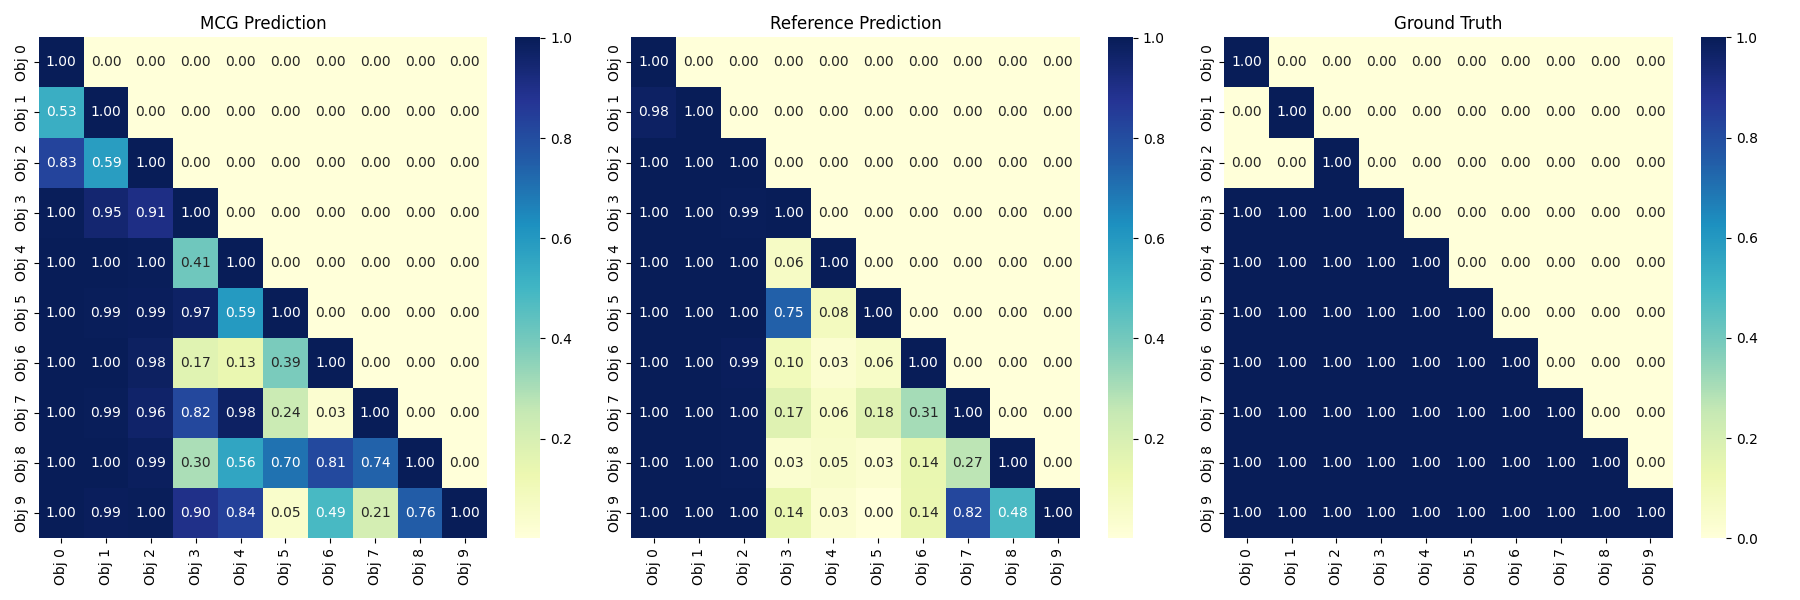 MCG Prediction
Obj 0 1.00 0.00 0.00 0.00 0.00 0.00 0.00 0.00 0.00 0.00
Obj 1 0.53 1.00 0.00 0.00 0.00 0.00 0.00 0.00 0.00 0.00
Obj 2 0.83 0.59 1.00 0.00 0.00 0.00 0.00 0.00 0.00 0.00
Obj 3 1.00 0.95 0.91 1.00 0.00 0.00 0.00 0.00 0.00 0.00
Obj 4 1.00 1.00 1.00 0.41 1.00 0.00 0.00 0.00 0.00 0.00
Obj 5 1.00 0.99 0.99 0.97 0.59 1.00 0.00 0.00 0.00 0.00
Obj 6 1.00 1.00 0.98 0.17 0.13 0.39 1.00 0.00 0.00 0.00
Obj 7 1.00 0.99 0.96 0.82 0.98 0.24 0.03 1.00 0.00 0.00
Obj 8 1.00 1.00 0.99 0.30 0.56 0.70 0.81 0.74 1.00 0.00
Obj 9 1.00 0.99 1.00 0.90 0.84 0.05 0.49 0.21 0.76 1.00
Obj 0 Obj 1 Obj 2 Obj 3 Obj 4 Obj 5 Obj 6 Obj 7 Obj 8 Obj 9
1.0
0.8
0.6
0.4
0.2
Reference Prediction
Obj 0 1.00 0.00 0.00 0.00 0.00 0.00 0.00 0.00 0.00 0.00
Obj 1 0.98 1.00 0.00 0.00 0.00 0.00 0.00 0.00 0.00 0.00
Obj 2 1.00 1.00 1.00 0.00 0.00 0.00 0.00 0.00 0.00 0.00
Obj 3 1.00 1.00 0.99 1.00 0.00 0.00 0.00 0.00 0.00 0.00
Obj 4 1.00 1.00 1.00 0.06 1.00 0.00 0.00 0.00 0.00 0.00
Obj 5 1.00 1.00 1.00 0.75 0.08 1.00 0.00 0.00 0.00 0.00
Obj 6 1.00 1.00 0.99 0.10 0.03 0.06 1.00 0.00 0.00 0.00
Obj 7 1.00 1.00 1.00 0.17 0.06 0.18 0.31 1.00 0.00 0.00
Obj 8 1.00 1.00 1.00 0.03 0.05 0.03 0.14 0.27 1.00 0.00
Obj 9 1.00 1.00 1.00 0.14 0.03 0.00 0.14 0.82 0.48 1.00
Obj 0 Obj 1 Obj 2 Obj 3 Obj 4 Obj 5 Obj 6 Obj 7 Obj 8 Obj 9
1.0
0.8
0.6
0.4
0.2
Ground Truth
Obj 0 1.00 0.00 0.00 0.00 0.00 0.00 0.00 0.00 0.00 0.00
Obj 1 0.00 1.00 0.00 0.00 0.00 0.00 0.00 0.00 0.00 0.00
Obj 2 0.00 0.00 1.00 0.00 0.00 0.00 0.00 0.00 0.00 0.00
Obj 3 1.00 1.00 1.00 1.00 0.00 0.00 0.00 0.00 0.00 0.00
Obj 4 1.00 1.00 1.00 1.00 1.00 0.00 0.00 0.00 0.00 0.00
Obj 5 1.00 1.00 1.00 1.00 1.00 1.00 0.00 0.00 0.00 0.00
Obj 6 1.00 1.00 1.00 1.00 1.00 1.00 1.00 0.00 0.00 0.00
Obj 7 1.00 1.00 1.00 1.00 1.00 1.00 1.00 1.00 0.00 0.00
Obj 8 1.00 1.00 1.00 1.00 1.00 1.00 1.00 1.00 1.00 0.00
Obj 9 1.00 1.00 1.00 1.00 1.00 1.00 1.00 1.00 1.00 1.00
Obj 0 Obj 1 Obj 2 Obj 3 Obj 4 Obj 5 Obj 6 Obj 7 Obj 8 Obj 9
1.0
0.8
0.6
0.4
0.2
0.0